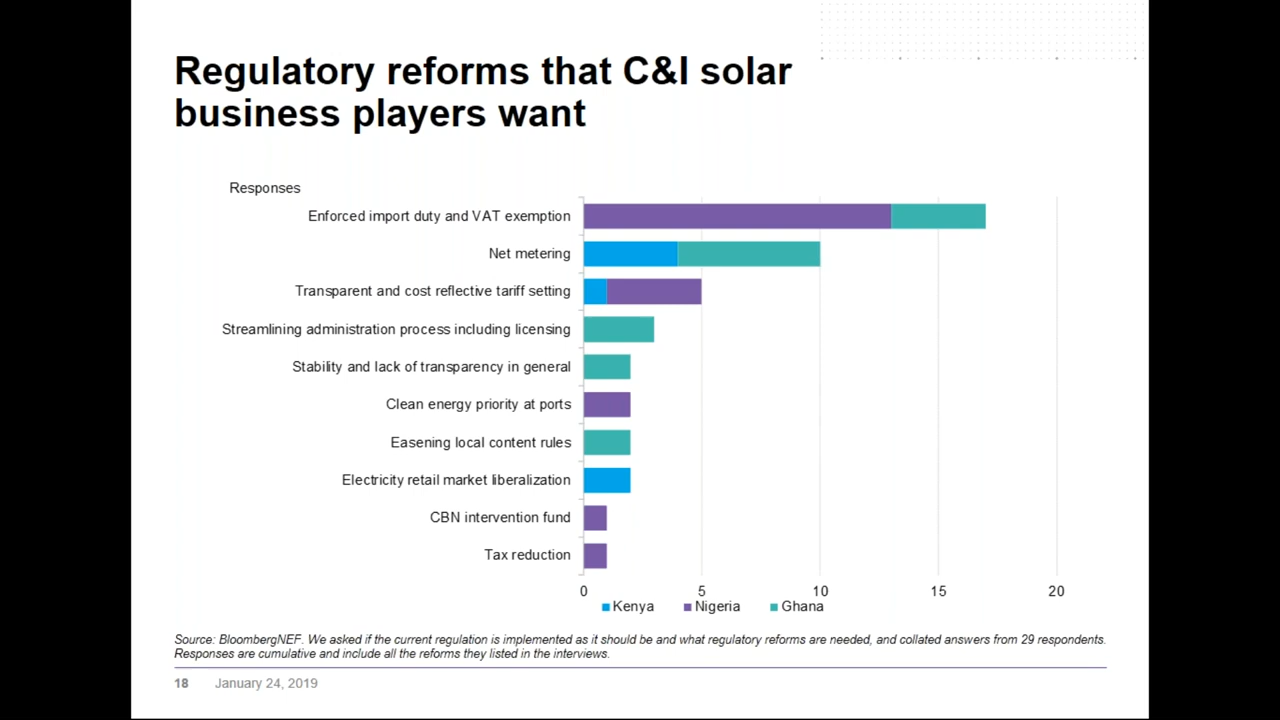 Regulatory reforms that C&I solar
business players want
Responses
Enforced import duty and VAT exemption
Net metering
Transparent and cost reflective tariff setting
Streamlining administration process including licensing
Stability and lack of transparency in general
Clean energy priority at ports
Easening local content rules
Electricity retail market liberalization
CBN intervention fund
Tax reduction
0 5 10 15 20
Kenya Nigeria Ghana
Source: BloombergNEF. We asked if the current regulation is implemented as it should be and what regulatory reforms are needed, and collated answers from 29 respondents.
Responses are cumulative and include all the reforms they listed in the interviews.
18 January 24, 2019